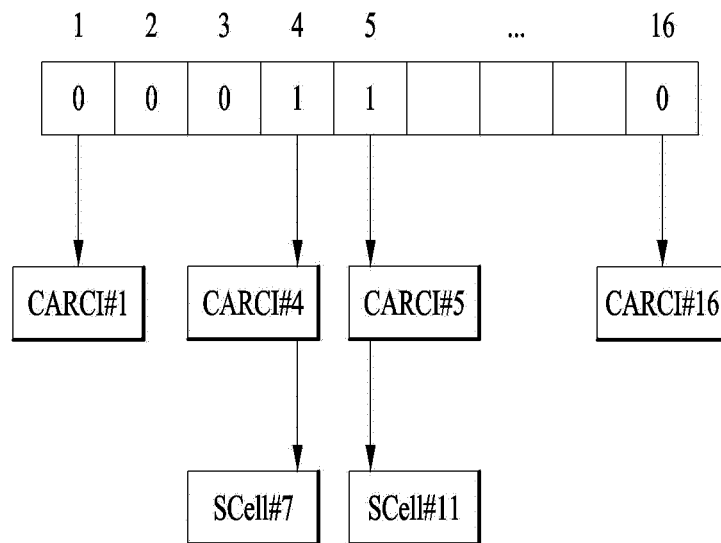 1 2 3 4 5 ... 16
0 0 0 1 1 0
CARCI#1 CARCI#4 CARCI#5 CARCI#16
SCell#7 SCell#11